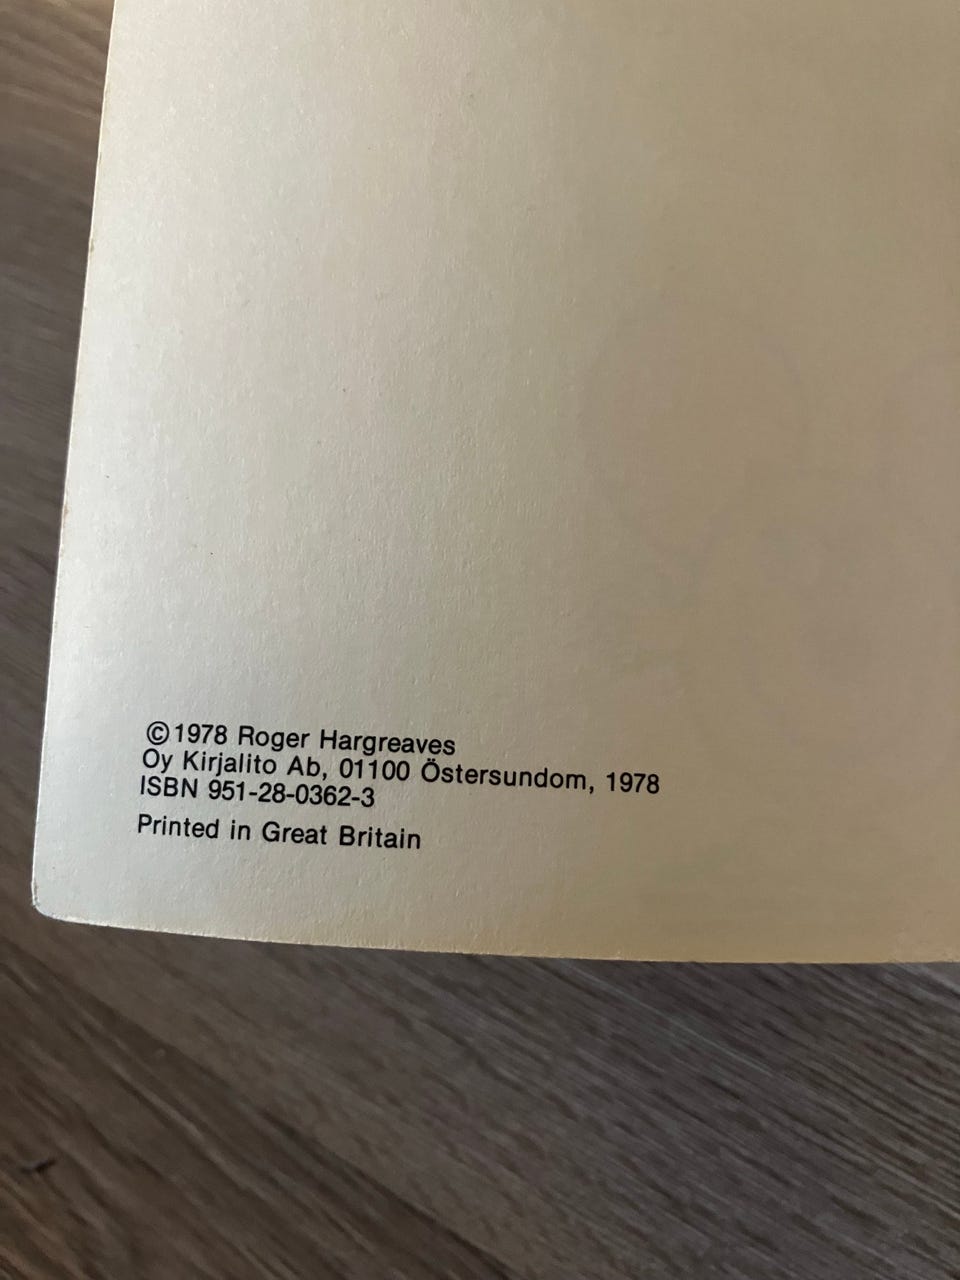 ©1978 Roger Hargreaves
Oy Kirjalito Ab, 01100 Östersundom, 1978
ISBN 951-28-0362-3
Printed in Great Britain